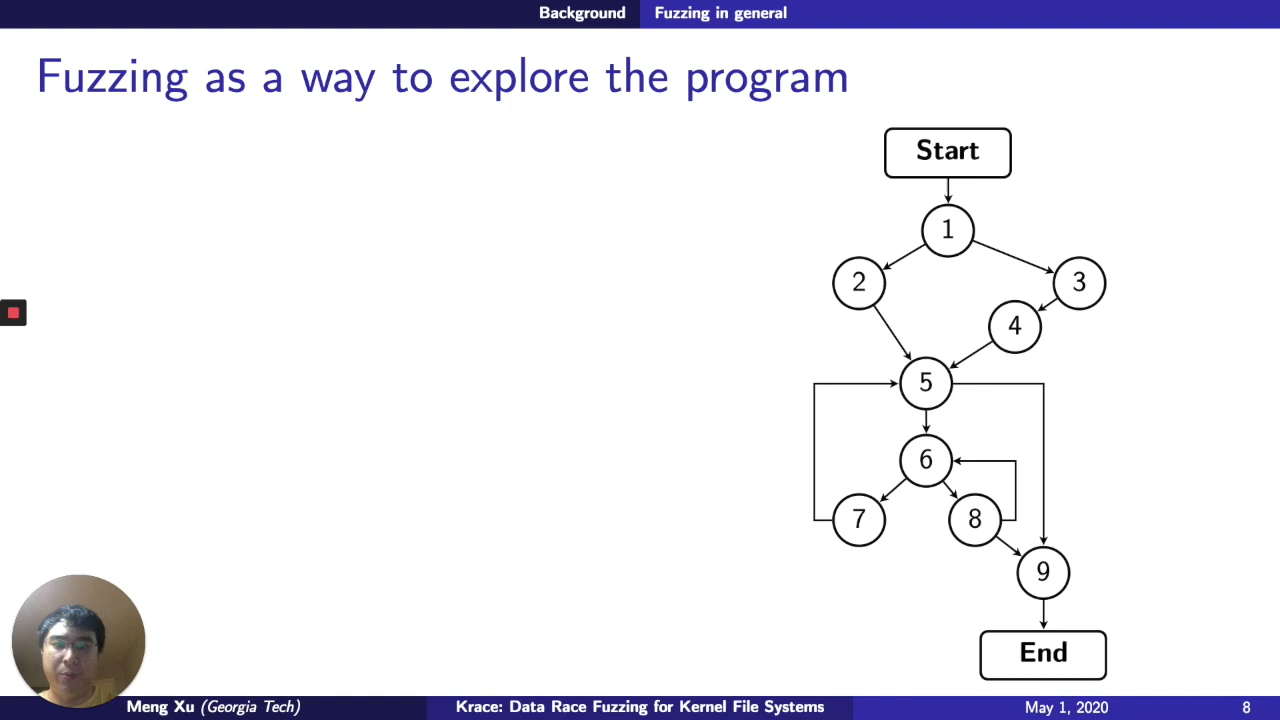 Background Fuzzing in general
Fuzzing as a way to explore the program
Start
1
2 3
4
5
6
7 8
9
End
Meng Xu (Georgia Tech) Krace: Data Race Fuzzing for Kernel File Systems May 1, 2020 8